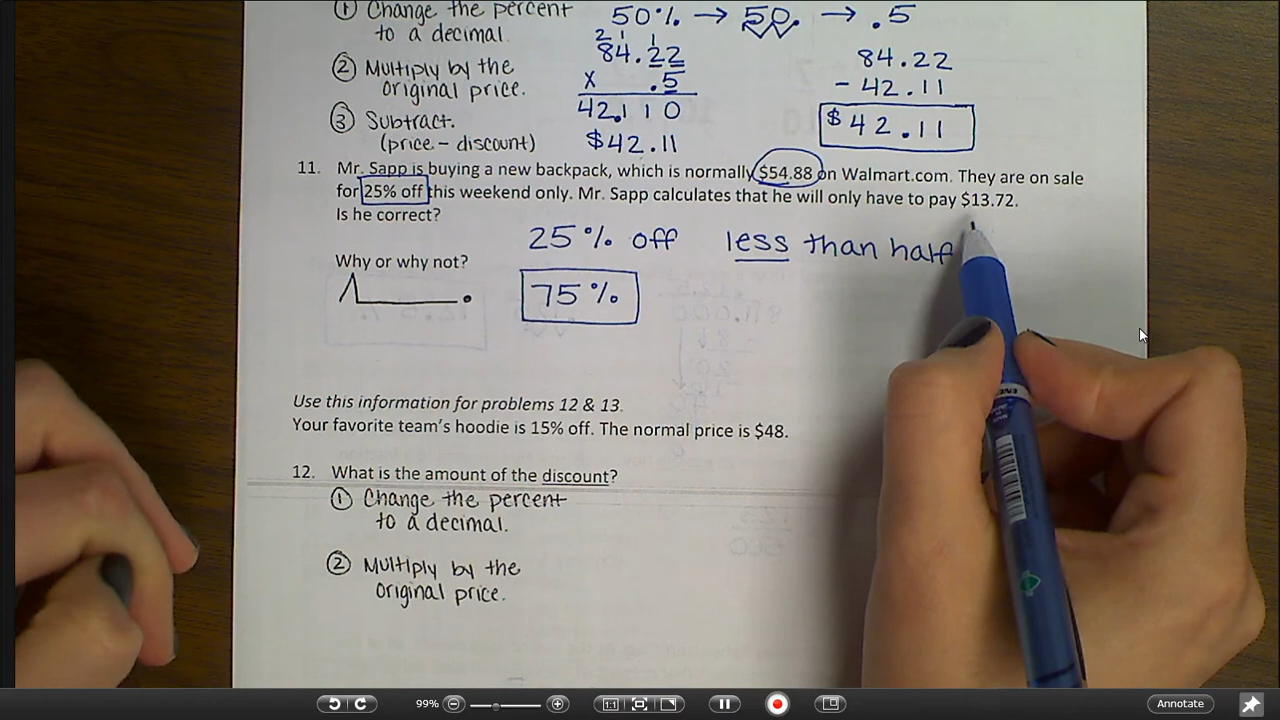 ① Change the percent 50% → 50. → .5
to a decimal.
2 1 1
84.22 84.22
② Multiply by the x .5 - 42.11
original price.
42.110 $42.11
③ Subtract.
(price - discount) $42.11
11. Mr. Sapp is buying a new backpack, which is normally $54.88 on Walmart.com. They are on sale
for 25% off this weekend only. Mr. Sapp calculates that he will only have to pay $13.72.
Is he correct?
25% off less than half
Why or why not?
75%
Use this information for problems 12 & 13.
Your favorite team's hoodie is 15% off. The normal price is $48.
12. What is the amount of the discount?
① Change the percent
to a decimal.
② Multiply by the
original price.
99% 1:1 Annotate